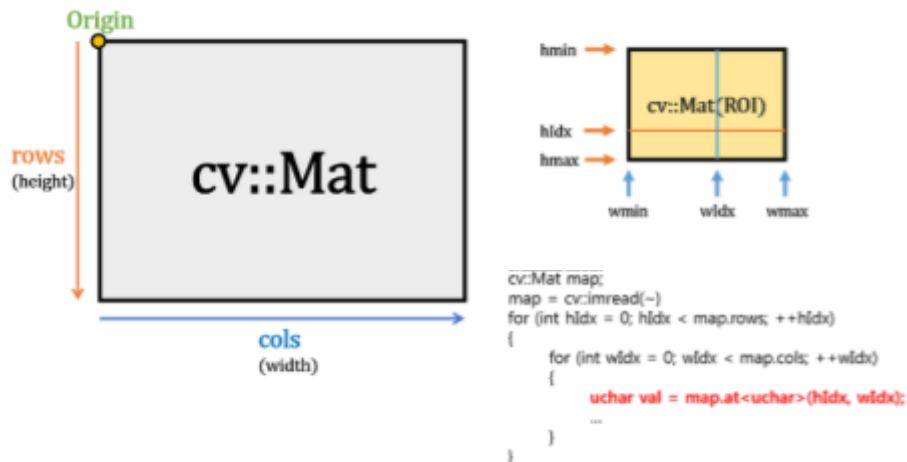 Origin
rows
(height)
cv::Mat
cols
(width)
hmin
cv::Mat(ROI)
hIdx
hmax
wmin
wIdx
wmax
cv::Mat map;
map = cv::imread(~)
for (int hIdx = 0; hIdx < map.rows; ++hIdx)
{
for (int wIdx = 0; wIdx < map.cols; ++wIdx)
{
uchar val = map.at<uchar>(hIdx, wIdx);
...
}
}